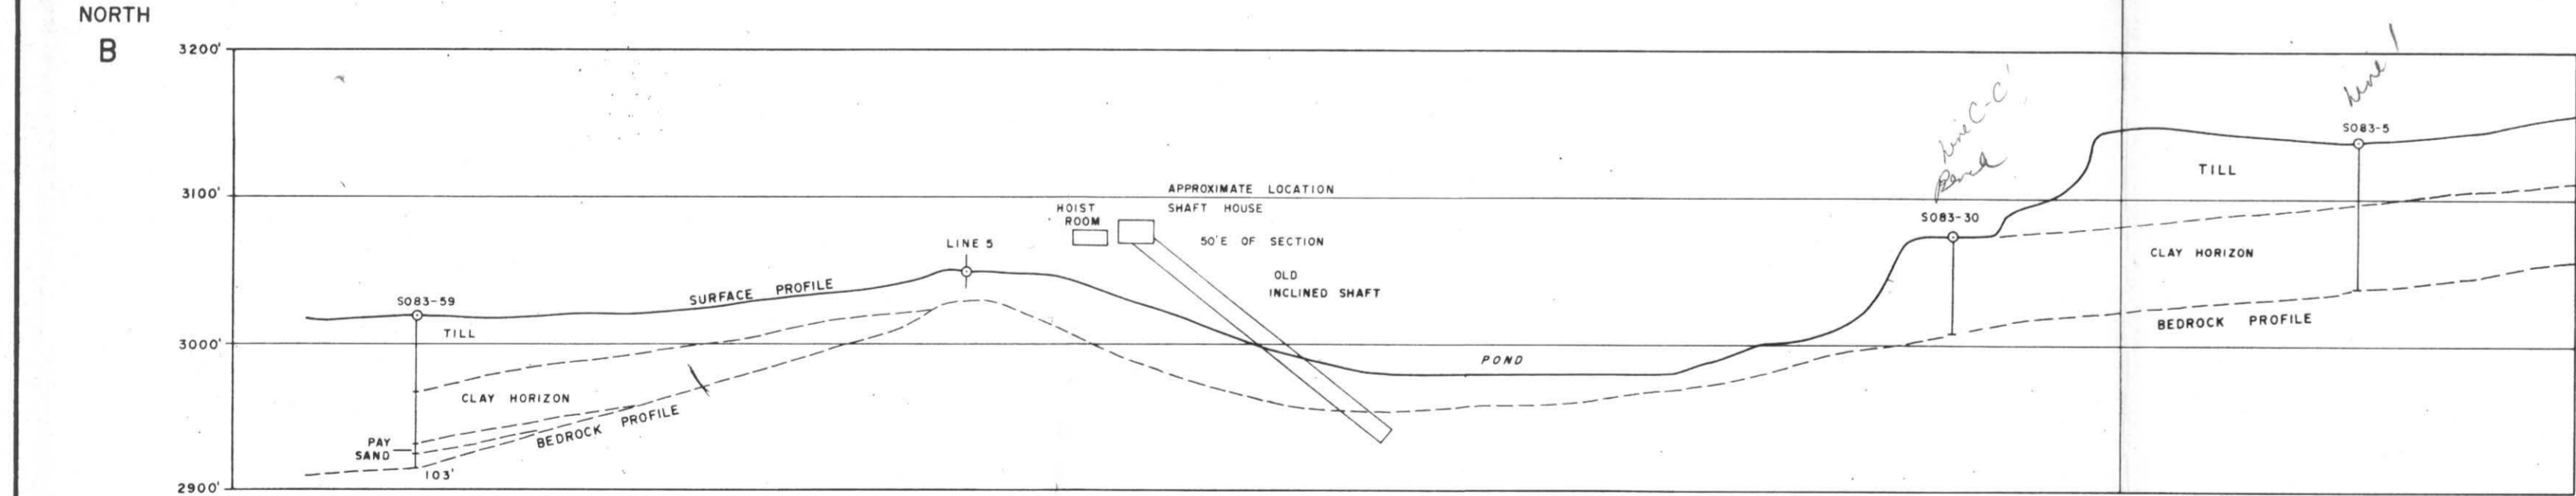 NORTH
B
3200'
3100'
3000'
2900'
S083-59
TILL
CLAY HORIZON
PAY
SAND
103'
BEDROCK PROFILE
SURFACE PROFILE
LINE 5
HOIST
ROOM
APPROXIMATE LOCATION
SHAFT HOUSE
50'E OF SECTION
OLD
INCLINED SHAFT
POND
Line C-C'
Bench
S083-30
Line 1
S083-5
TILL
CLAY HORIZON
BEDROCK PROFILE